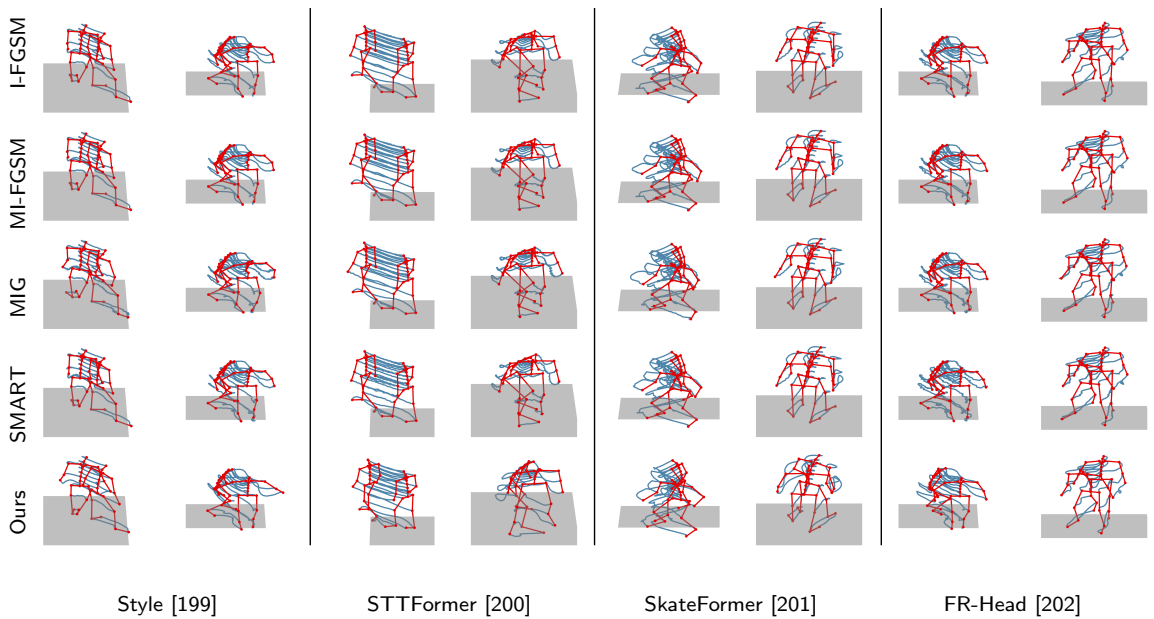 I-FGSM
MI-FGSM
MIG
SMART
Ours
Style [199]
STTFormer [200]
SkateFormer [201]
FR-Head [202]